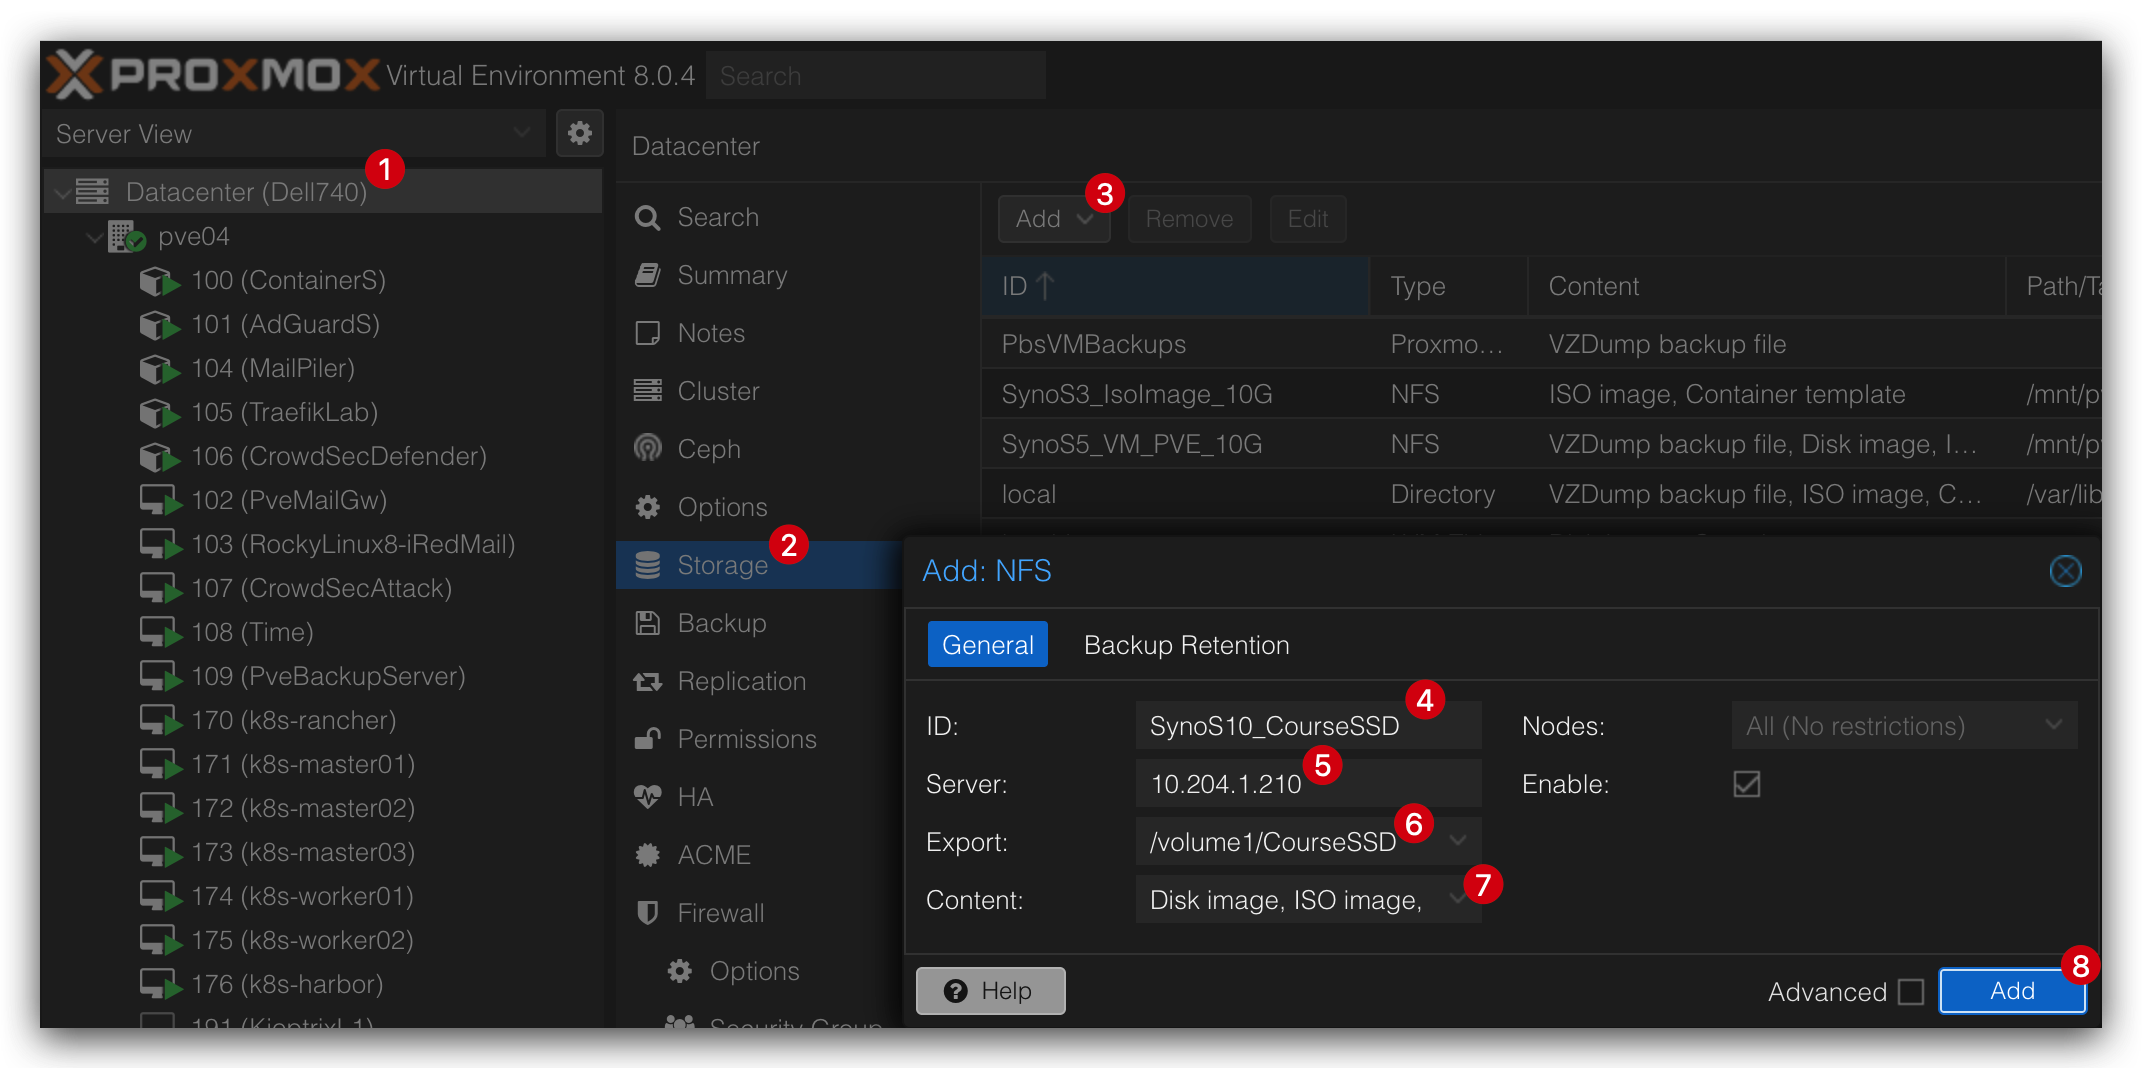 PROXMOX Virtual Environment 8.0.4 Search
Server View
1
Datacenter (Dell740)
pve04
100 (ContainerS)
101 (AdGuardS)
104 (MailPiler)
105 (TraefikLab)
106 (CrowdSecDefender)
102 (PveMailGw)
103 (RockyLinux8-iRedMail)
107 (CrowdSecAttack)
108 (Time)
109 (PveBackupServer)
170 (k8s-rancher)
171 (k8s-master01)
172 (k8s-master02)
173 (k8s-master03)
174 (k8s-worker01)
175 (k8s-worker02)
176 (k8s-harbor)
Datacenter
Search
Summary
Notes
Cluster
Ceph
Options
2
Storage
Backup
Replication
Permissions
HA
ACME
Firewall
Options
Security Group
3
Add Remove Edit
ID Type Content Path/Ta
PbsVMBackups Proxmo... VZDump backup file
SynoS3_IsoImage_10G NFS ISO image, Container template /mnt/p
SynoS5_VM_PVE_10G NFS VZDump backup file, Disk image, I... /mnt/p
local Directory VZDump backup file, ISO image, C... /var/lib
Add: NFS
General Backup Retention
4
ID: SynoS10_CourseSSD Nodes: All (No restrictions)
5
Server: 10.204.1.210 Enable:
6
Export: /volume1/CourseSSD
7
Content: Disk image, ISO image,
8
Help Advanced Add